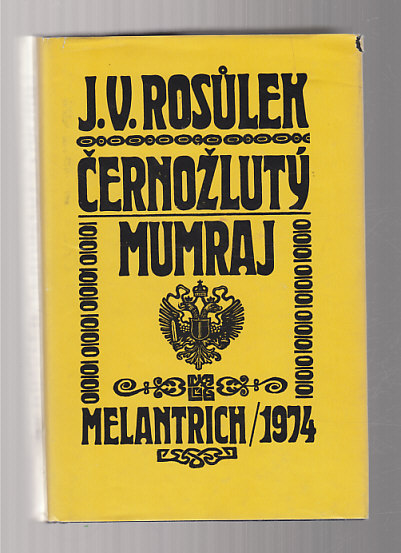 J.V. ROSŮLEK
ČERNOŽLUTÝ
MUMRAJ
MELANTRICH/1974